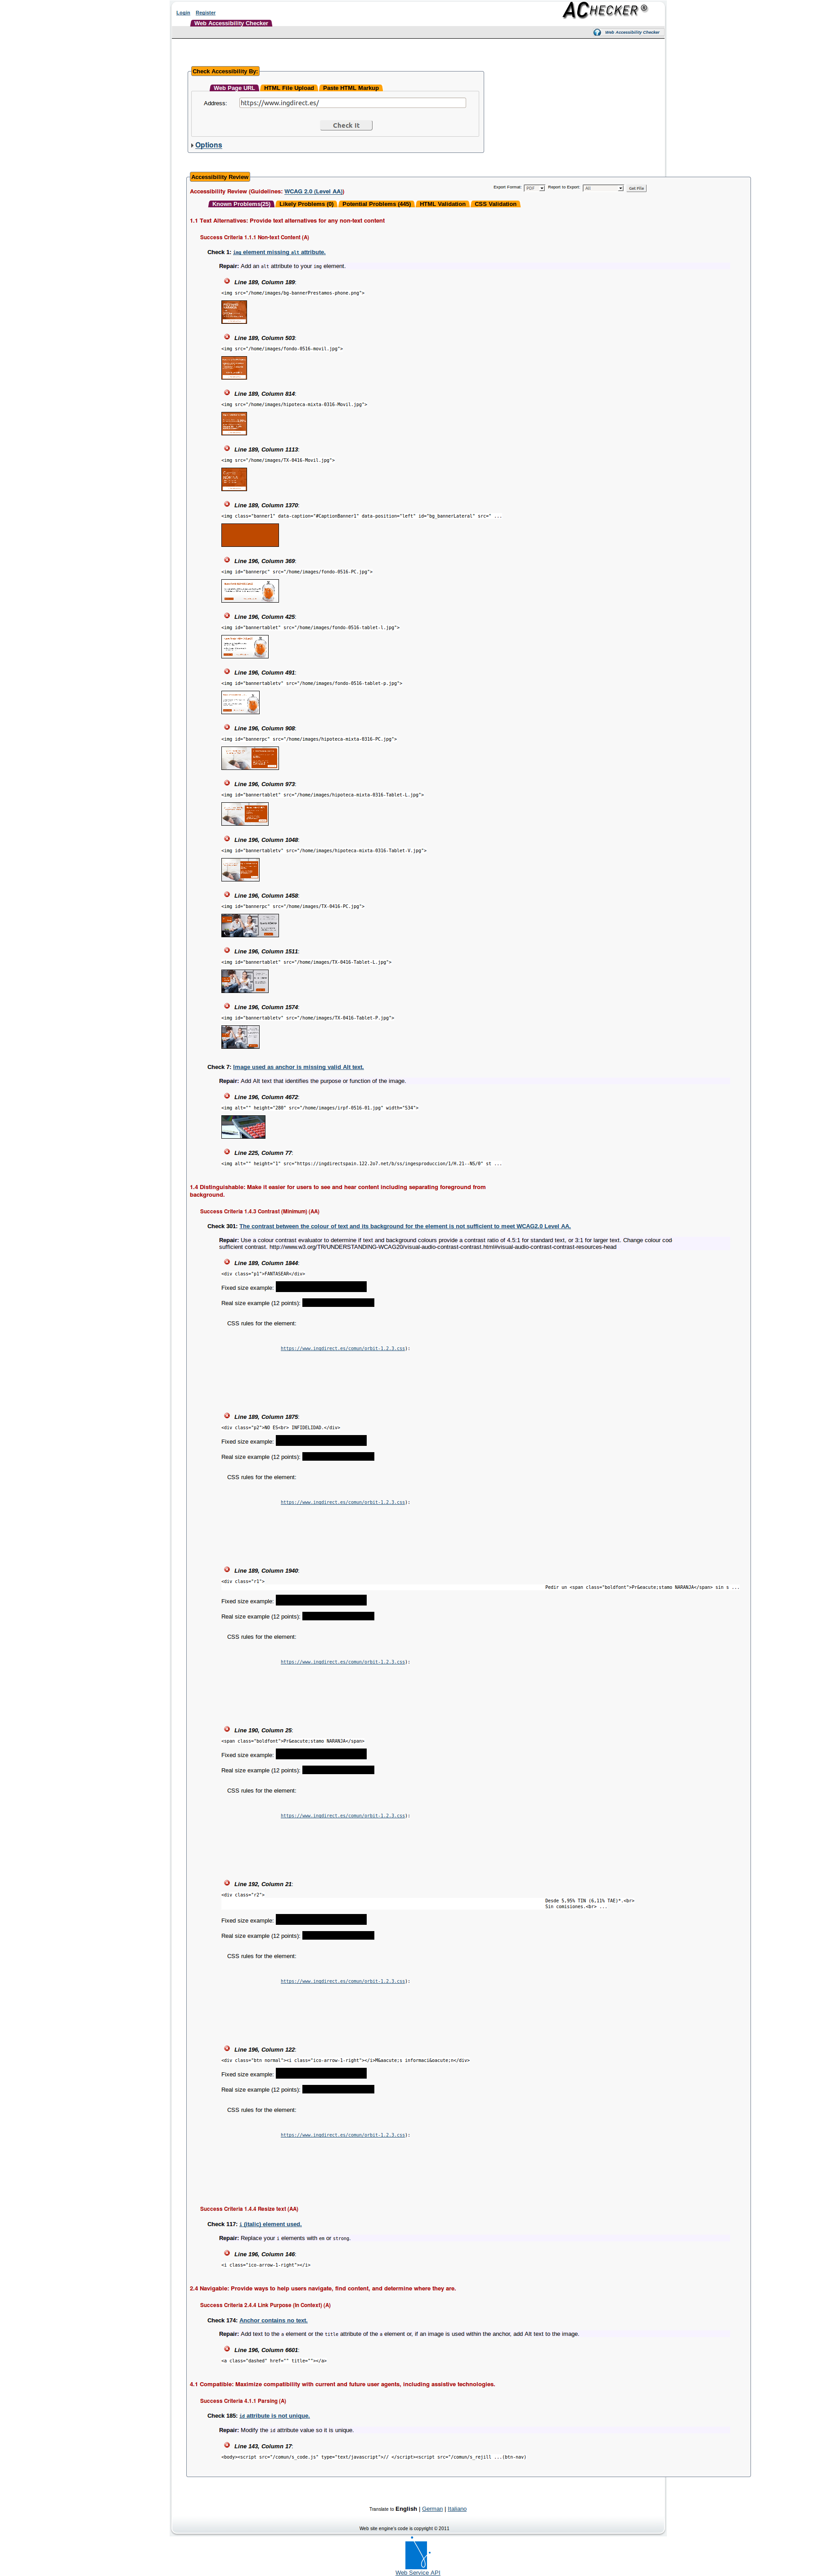 AChecker®
Login Register
Web Accessibility Checker
Web Accessibility Checker
Check Accessibility By:
Web Page URL HTML File Upload Paste HTML Markup
Address: https://www.ingdirect.es/
Check It
Options
Accessibility Review
Accessibility Review (Guidelines: WCAG 2.0 (Level AA)) Export Format: PDF Report to Export: All Get File
Known Problems(25) Likely Problems (0) Potential Problems (445) HTML Validation CSS Validation
1.1 Text Alternatives: Provide text alternatives for any non-text content
Success Criteria 1.1.1 Non-text Content (A)
Check 1: img element missing alt attribute.
Repair: Add an alt attribute to your img element.
Line 189, Column 189:
<img src="/home/images/bg-bannerPrestamos-phone.png">
Line 189, Column 503:
<img src="/home/images/fondo-0516-movil.jpg">
Line 189, Column 814:
<img src="/home/images/hipoteca-mixta-0316-Movil.jpg">
Line 189, Column 1113:
<img src="/home/images/TX-0416-Movil.jpg">
Line 189, Column 1370:
<img class="banner1" data-caption="#CaptionBanner1" data-position="left" id="bg_bannerLateral" src=" ...
Line 196, Column 369:
<img id="bannerpc" src="/home/images/fondo-0516-PC.jpg">
Line 196, Column 425:
<img id="bannertablet" src="/home/images/fondo-0516-tablet-l.jpg">
Line 196, Column 491:
<img id="bannertabletv" src="/home/images/fondo-0516-tablet-p.jpg">
Line 196, Column 908:
<img id="bannerpc" src="/home/images/hipoteca-mixta-0316-PC.jpg">
Line 196, Column 973:
<img id="bannertablet" src="/home/images/hipoteca-mixta-0316-Tablet-L.jpg">
Line 196, Column 1048:
<img id="bannertabletv" src="/home/images/hipoteca-mixta-0316-Tablet-V.jpg">
Line 196, Column 1458:
<img id="bannerpc" src="/home/images/TX-0416-PC.jpg">
Line 196, Column 1511:
<img id="bannertablet" src="/home/images/TX-0416-Tablet-L.jpg">
Line 196, Column 1574:
<img id="bannertabletv" src="/home/images/TX-0416-Tablet-P.jpg">
Check 7: Image used as anchor is missing valid Alt text.
Repair: Add Alt text that identifies the purpose or function of the image.
Line 196, Column 4672:
<img alt="" height="280" src="/home/images/irpf-0516-01.jpg" width="534">
Line 225, Column 77:
<img alt="" height="1" src="https://ingdirectspain.122.2o7.net/b/ss/ingesproduccion/1/H.21--NS/0" st ...
1.4 Distinguishable: Make it easier for users to see and hear content including separating foreground from
background.
Success Criteria 1.4.3 Contrast (Minimum) (AA)
Check 301: The contrast between the colour of text and its background for the element is not sufficient to meet WCAG2.0 Level AA.
Repair: Use a colour contrast evaluator to determine if text and background colours provide a contrast ratio of 4.5:1 for standard text, or 3:1 for larger text. Change colour cod
sufficient contrast. http://www.w3.org/TR/UNDERSTANDING-WCAG20/visual-audio-contrast-contrast.html#visual-audio-contrast-contrast-resources-head
Line 189, Column 1844:
<div class="p1">FANTASEAR</div>
Fixed size example:
Real size example (12 points):
CSS rules for the element:
https://www.ingdirect.es/comun/orbit-1.2.3.css):
Line 189, Column 1875:
<div class="p2">NO ES<br> INFIDELIDAD.</div>
Fixed size example:
Real size example (12 points):
CSS rules for the element:
https://www.ingdirect.es/comun/orbit-1.2.3.css):
Line 189, Column 1940:
<div class="r1">
Pedir un <span class="boldfont">Pr&eacute;stamo NARANJA</span> sin s ...
Fixed size example:
Real size example (12 points):
CSS rules for the element:
https://www.ingdirect.es/comun/orbit-1.2.3.css):
Line 190, Column 25:
<span class="boldfont">Pr&eacute;stamo NARANJA</span>
Fixed size example:
Real size example (12 points):
CSS rules for the element:
https://www.ingdirect.es/comun/orbit-1.2.3.css):
Line 192, Column 21:
<div class="r2">
Desde 5,95% TIN (6,11% TAE)*.<br>
Sin comisiones.<br> ...
Fixed size example:
Real size example (12 points):
CSS rules for the element:
https://www.ingdirect.es/comun/orbit-1.2.3.css):
Line 196, Column 122:
<div class="btn normal"><i class="ico-arrow-1-right"></i>M&aacute;s informaci&oacute;n</div>
Fixed size example:
Real size example (12 points):
CSS rules for the element:
https://www.ingdirect.es/comun/orbit-1.2.3.css):
Success Criteria 1.4.4 Resize text (AA)
Check 117: i (italic) element used.
Repair: Replace your i elements with em or strong.
Line 196, Column 146:
<i class="ico-arrow-1-right"></i>
2.4 Navigable: Provide ways to help users navigate, find content, and determine where they are.
Success Criteria 2.4.4 Link Purpose (In Context) (A)
Check 174: Anchor contains no text.
Repair: Add text to the a element or the title attribute of the a element or, if an image is used within the anchor, add Alt text to the image.
Line 196, Column 6601:
<a class="dashed" href="" title=""></a>
4.1 Compatible: Maximize compatibility with current and future user agents, including assistive technologies.
Success Criteria 4.1.1 Parsing (A)
Check 185: id attribute is not unique.
Repair: Modify the id attribute value so it is unique.
Line 143, Column 17:
<body><script src="/comun/s_code.js" type="text/javascript">// </script><script src="/comun/s_rejill ...(btn-nav)
Translate to English | German | Italiano
Web site engine's code is copyright © 2011
Web Service API